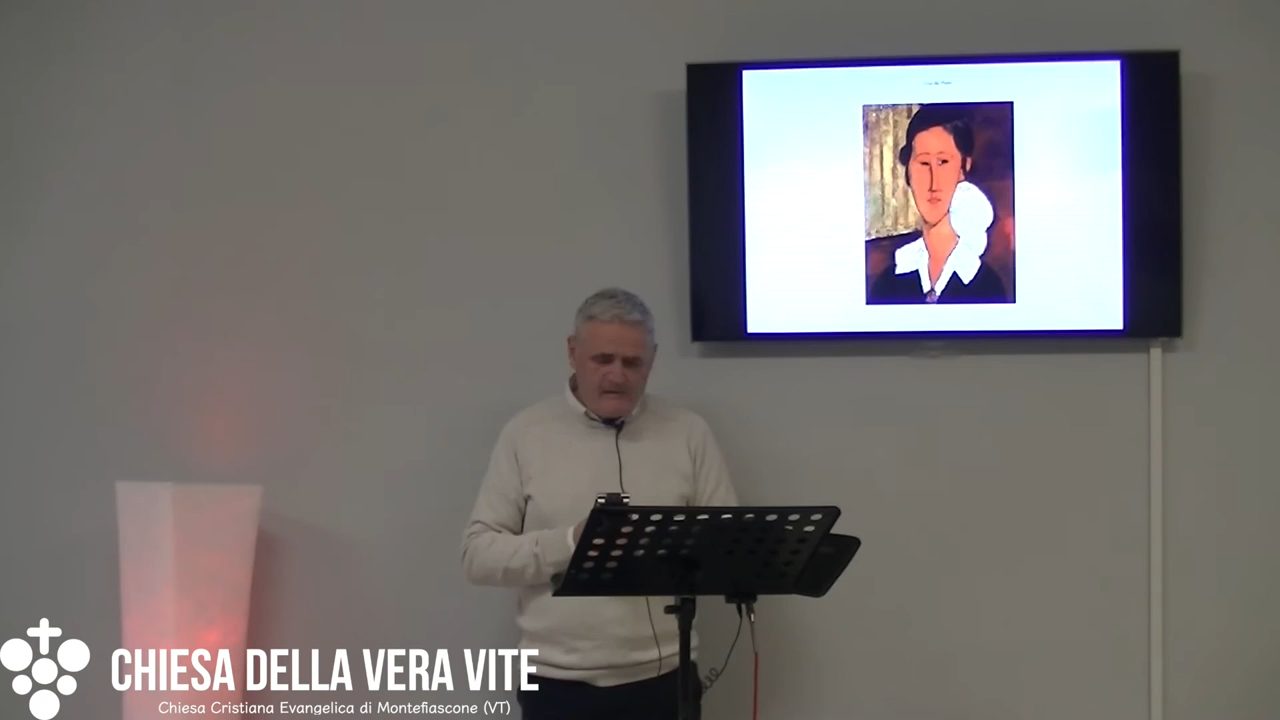 CHIESA DELLA VERA VITE
Chiesa Cristiana Evangelica di Montefiascone (VT)